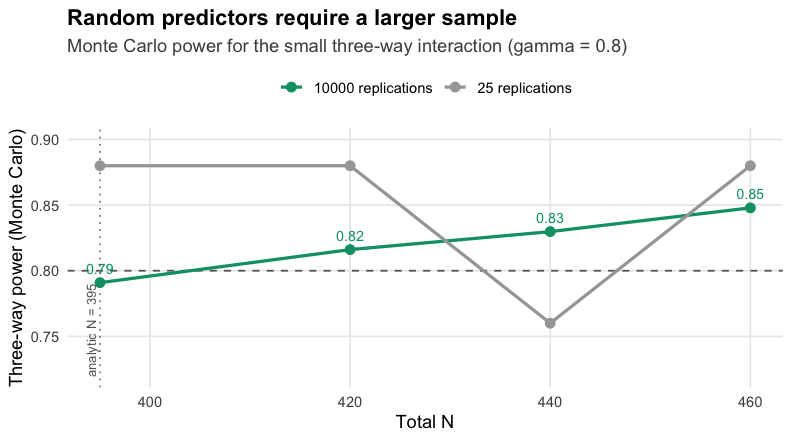 Random predictors require a larger sample
Monte Carlo power for the small three-way interaction (gamma = 0.8)
10000 replications
25 replications
Three-way power (Monte Carlo)
0.90
0.85
0.80
0.75
0.79
0.82
0.83
0.85
analytic N = 395
400
420
440
460
Total N